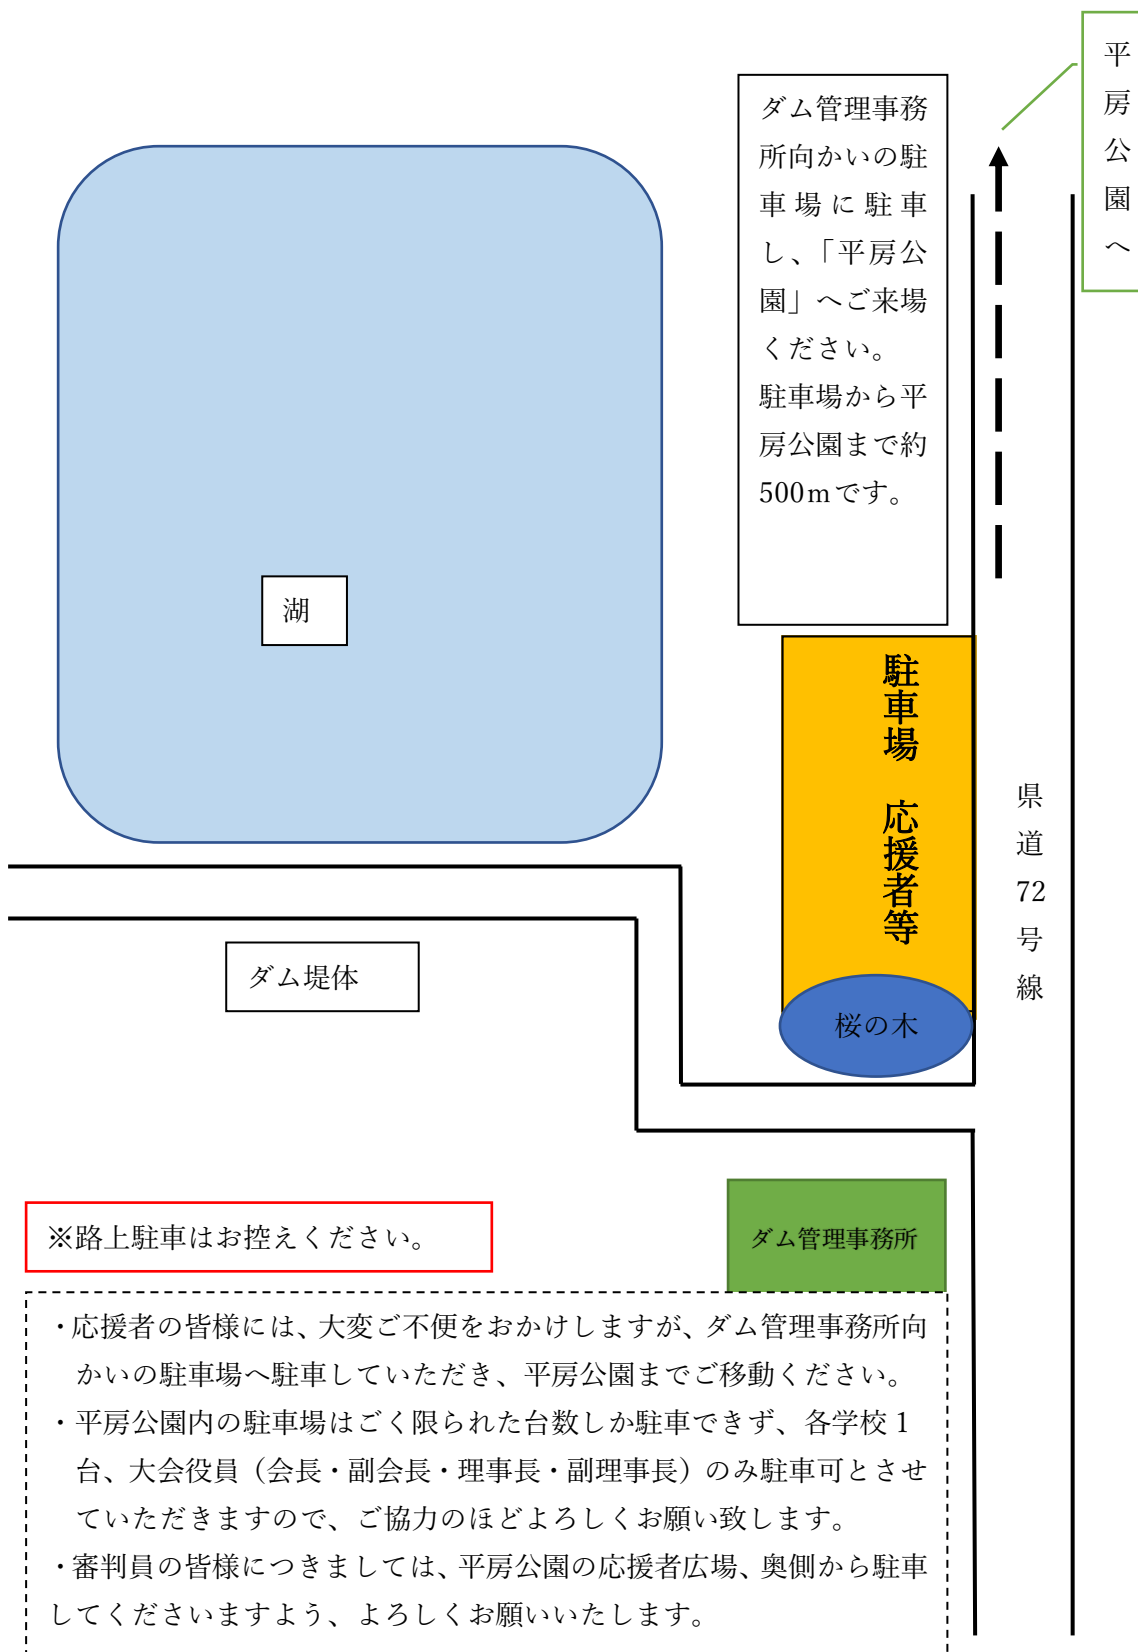 平房公園へ
ダム管理事務
所向かいの駐
車場に駐車
し、「平房公
園」へご来場
ください。
駐車場から平
房公園まで約
500mです。
湖
駐車場　応援者等
県道72号線
ダム堤体
桜の木
※路上駐車はお控えください。
ダム管理事務所
・応援者の皆様には、大変ご不便をおかけしますが、ダム管理事務所向
かいの駐車場へ駐車していただき、平房公園までご移動ください。
・平房公園内の駐車場はごく限られた台数しか駐車できず、各学校1
台、大会役員（会長・副会長・理事長・副理事長）のみ駐車可とさせ
ていただきますので、ご協力のほどよろしくお願い致します。
・審判員の皆様につきましては、平房公園の応援者広場、奥側から駐車
してくださいますよう、よろしくお願いいたします。